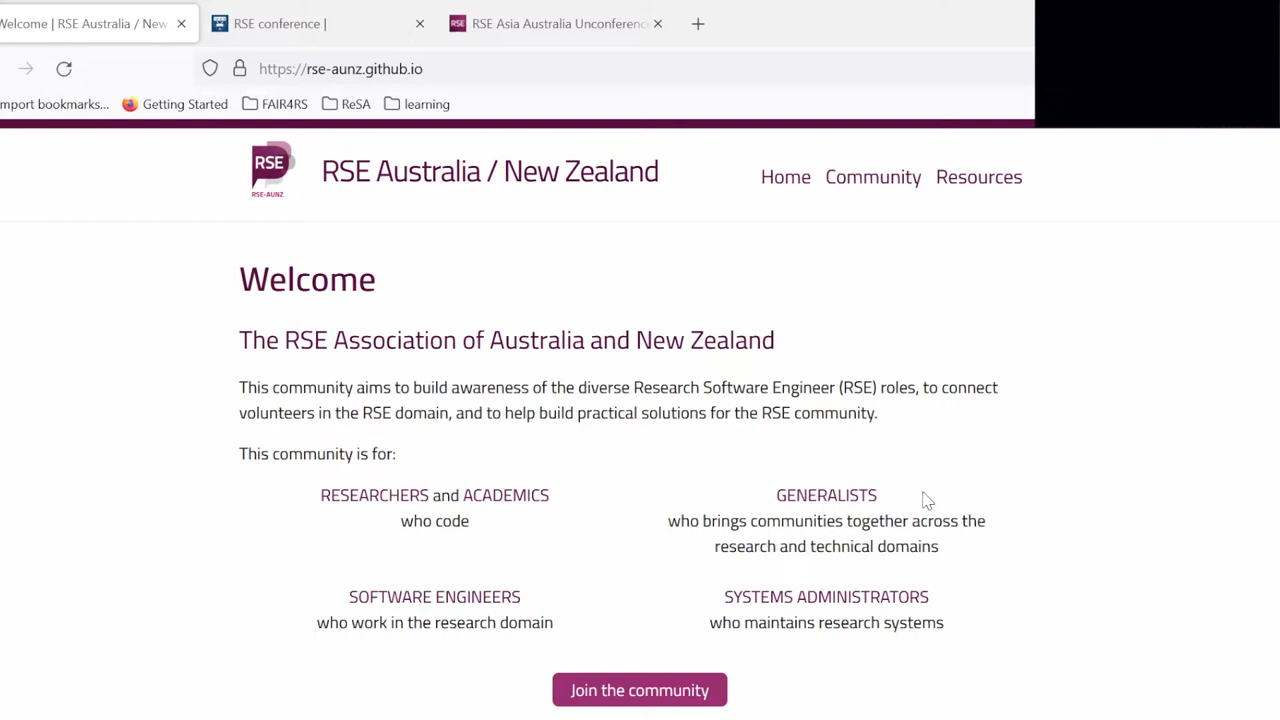 Welcome | RSE Australia / New
RSE conference |
RSE
RSE Asia Australia Unconference
https://rse-aunz.github.io
mport bookmarks...
Getting Started
FAIR4RS
ReSA
learning
RSE
RSE-AUNZ
RSE Australia / New Zealand
Home
Community
Resources
Welcome
The RSE Association of Australia and New Zealand
This community aims to build awareness of the diverse Research Software Engineer (RSE) roles, to connect
volunteers in the RSE domain, and to help build practical solutions for the RSE community.
This community is for:
RESEARCHERS and ACADEMICS
who code
GENERALISTS
who brings communities together across the
research and technical domains
SOFTWARE ENGINEERS
who work in the research domain
SYSTEMS ADMINISTRATORS
who maintains research systems
Join the community